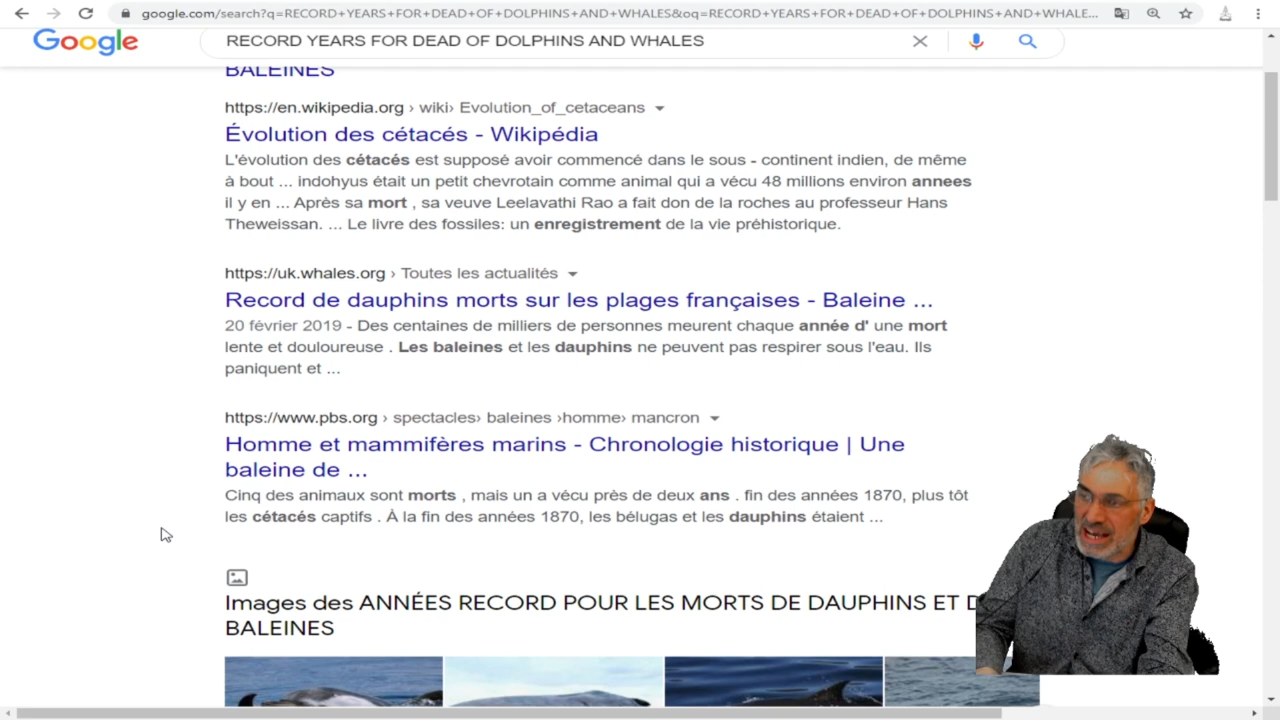 google.com/search?q=RECORD+YEARS+FOR+DEAD+OF+DOLPHINS+AND+WHALES&oq=RECORD+YEARS+FOR+DEAD+OF+DOLPHINS+AND+WHALE...
Google
RECORD YEARS FOR DEAD OF DOLPHINS AND WHALES
BALEINES
https://en.wikipedia.org › wiki› Evolution_of_cetaceans
Évolution des cétacés - Wikipédia
L'évolution des cétacés est supposé avoir commencé dans le sous - continent indien, de même
à bout ... indohyus était un petit chevrotain comme animal qui a vécu 48 millions environ annees
il y en ... Après sa mort , sa veuve Leelavathi Rao a fait don de la roches au professeur Hans
Theweissan. ... Le livre des fossiles: un enregistrement de la vie préhistorique.
https://uk.whales.org › Toutes les actualités
Record de dauphins morts sur les plages françaises - Baleine ...
20 février 2019 - Des centaines de milliers de personnes meurent chaque année d' une mort
lente et douloureuse . Les baleines et les dauphins ne peuvent pas respirer sous l'eau. Ils
paniquent et ...
https://www.pbs.org › spectacles› baleines ›homme› mancron
Homme et mammifères marins - Chronologie historique | Une
baleine de ...
Cinq des animaux sont morts , mais un a vécu près de deux ans . fin des années 1870, plus tôt
les cétacés captifs . À la fin des années 1870, les bélugas et les dauphins étaient ...
Images des ANNÉES RECORD POUR LES MORTS DE DAUPHINS ET D
BALEINES